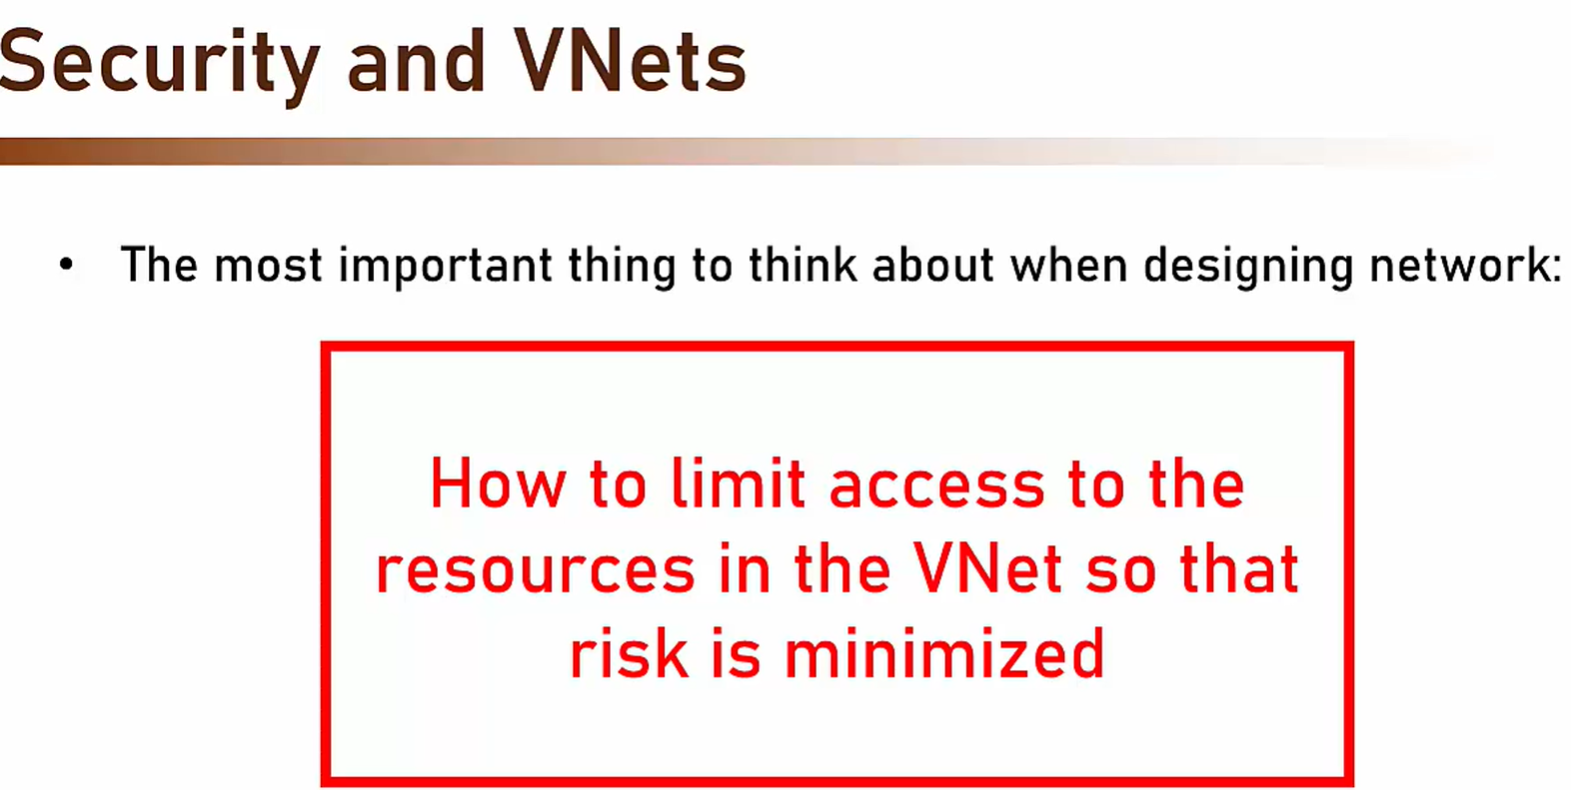 Security and VNets
• The most important thing to think about when designing network:
How to limit access to the
resources in the VNet so that
risk is minimized